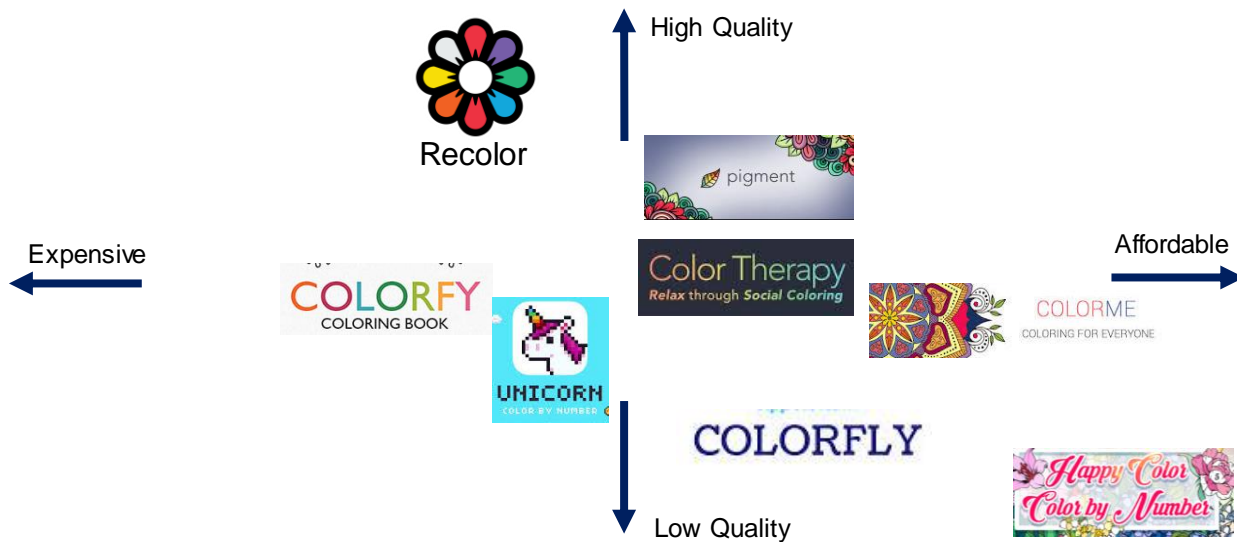 High Quality
Recolor
pigment
Expensive
Affordable
Color Therapy
Relax through Social Coloring
COLORFY
COLORING BOOK
COLORME
COLORING FOR EVERYONE
UNICORN
COLOR BY NUMBER
COLORFLY
Happy Color
Color by Number
Low Quality